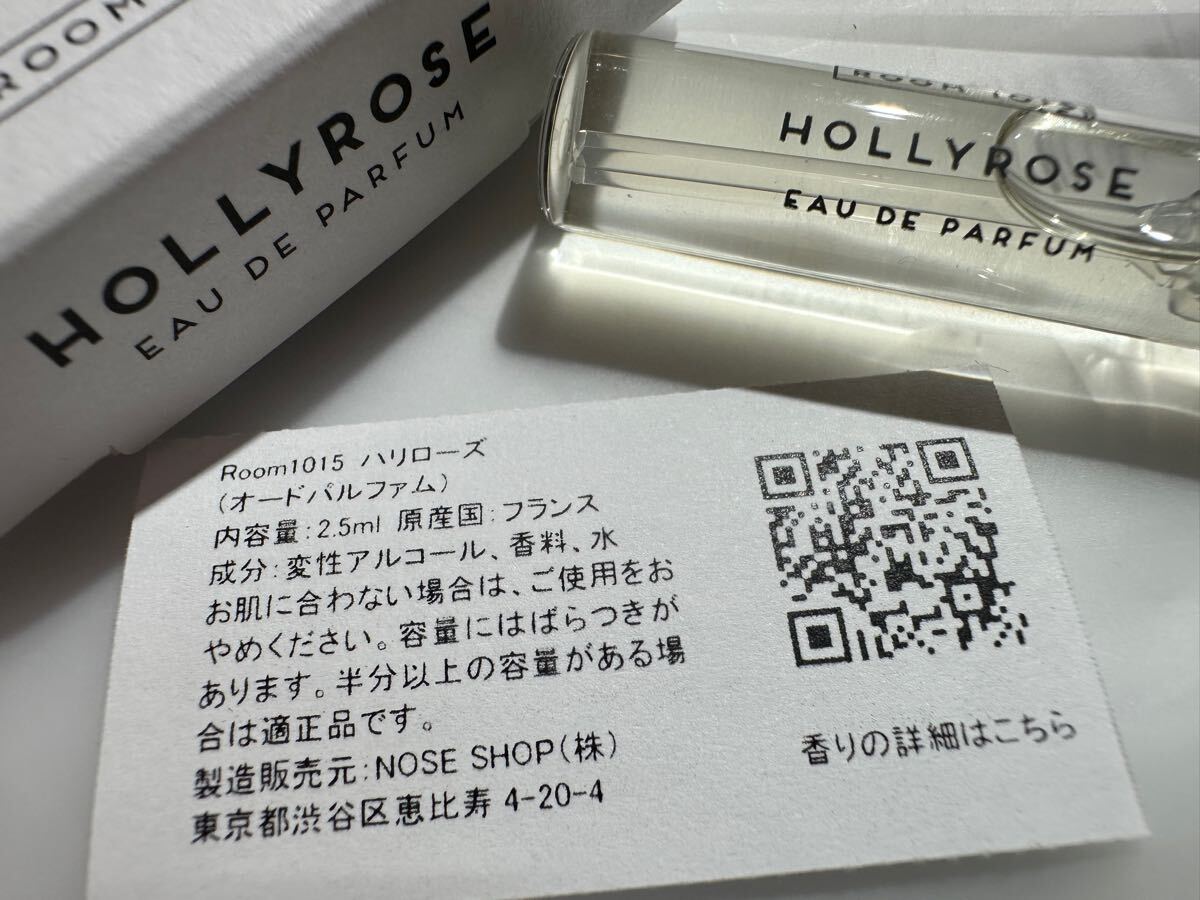 ROOM
HOLLYROSE
EAU DE PARFUM
ROOM 1015
HOLLYROSE
EAU DE PARFUM
Room1015 ハリローズ
(オードパルファム)
内容量:2.5ml 原産国:フランス
成分:変性アルコール、香料、水
お肌に合わない場合は、ご使用をお
やめください。容量にはばらつきが
あります。半分以上の容量がある場
合は適正品です。
製造販売元:NOSE SHOP(株)
東京都渋谷区恵比寿 4-20-4
香りの詳細はこちら